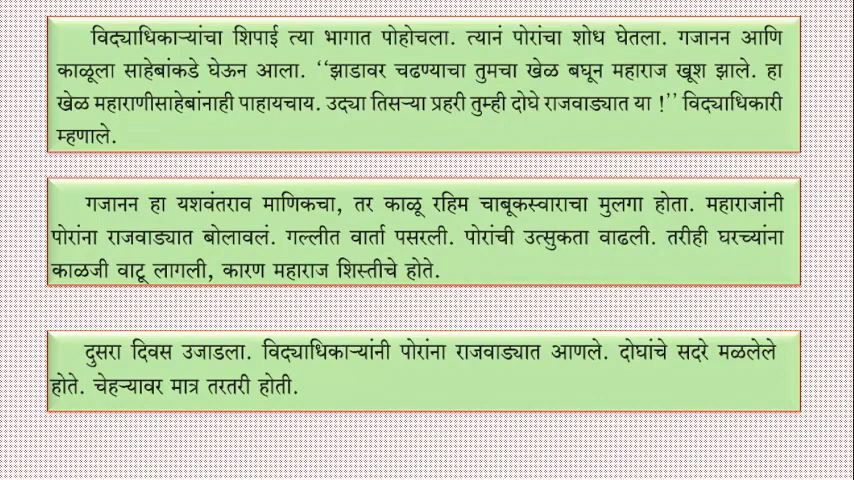 विद्याधिकाऱ्यांचा शिपाई त्या भागात पोहोचला. त्यानं पोरांचा शोध घेतला. गजानन आणि
काळूला साहेबांकडे घेऊन आला. ‘‘झाडावर चढण्याचा तुमचा खेळ बघून महाराज खूश झाले. हा
खेळ महाराणीसाहेबांनाही पाहायचाय. उद्या तिसऱ्या प्रहरी तुम्ही दोघे राजवाड्यात या !’’ विद्याधिकारी
म्हणाले.
गजानन हा यशवंतराव माणिकचा, तर काळू रहिम चाबूकस्वाराचा मुलगा होता. महाराजांनी
पोरांना राजवाड्यात बोलावलं. गल्लीत वार्ता पसरली. पोरांची उत्सुकता वाढली. तरीही घरच्यांना
काळजी वाटू लागली, कारण महाराज शिस्तीचे होते.
दुसरा दिवस उजाडला. विद्याधिकाऱ्यांनी पोरांना राजवाड्यात आणले. दोघांचे सदरे मळलेले
होते. चेहऱ्यावर मात्र तरतरी होती.